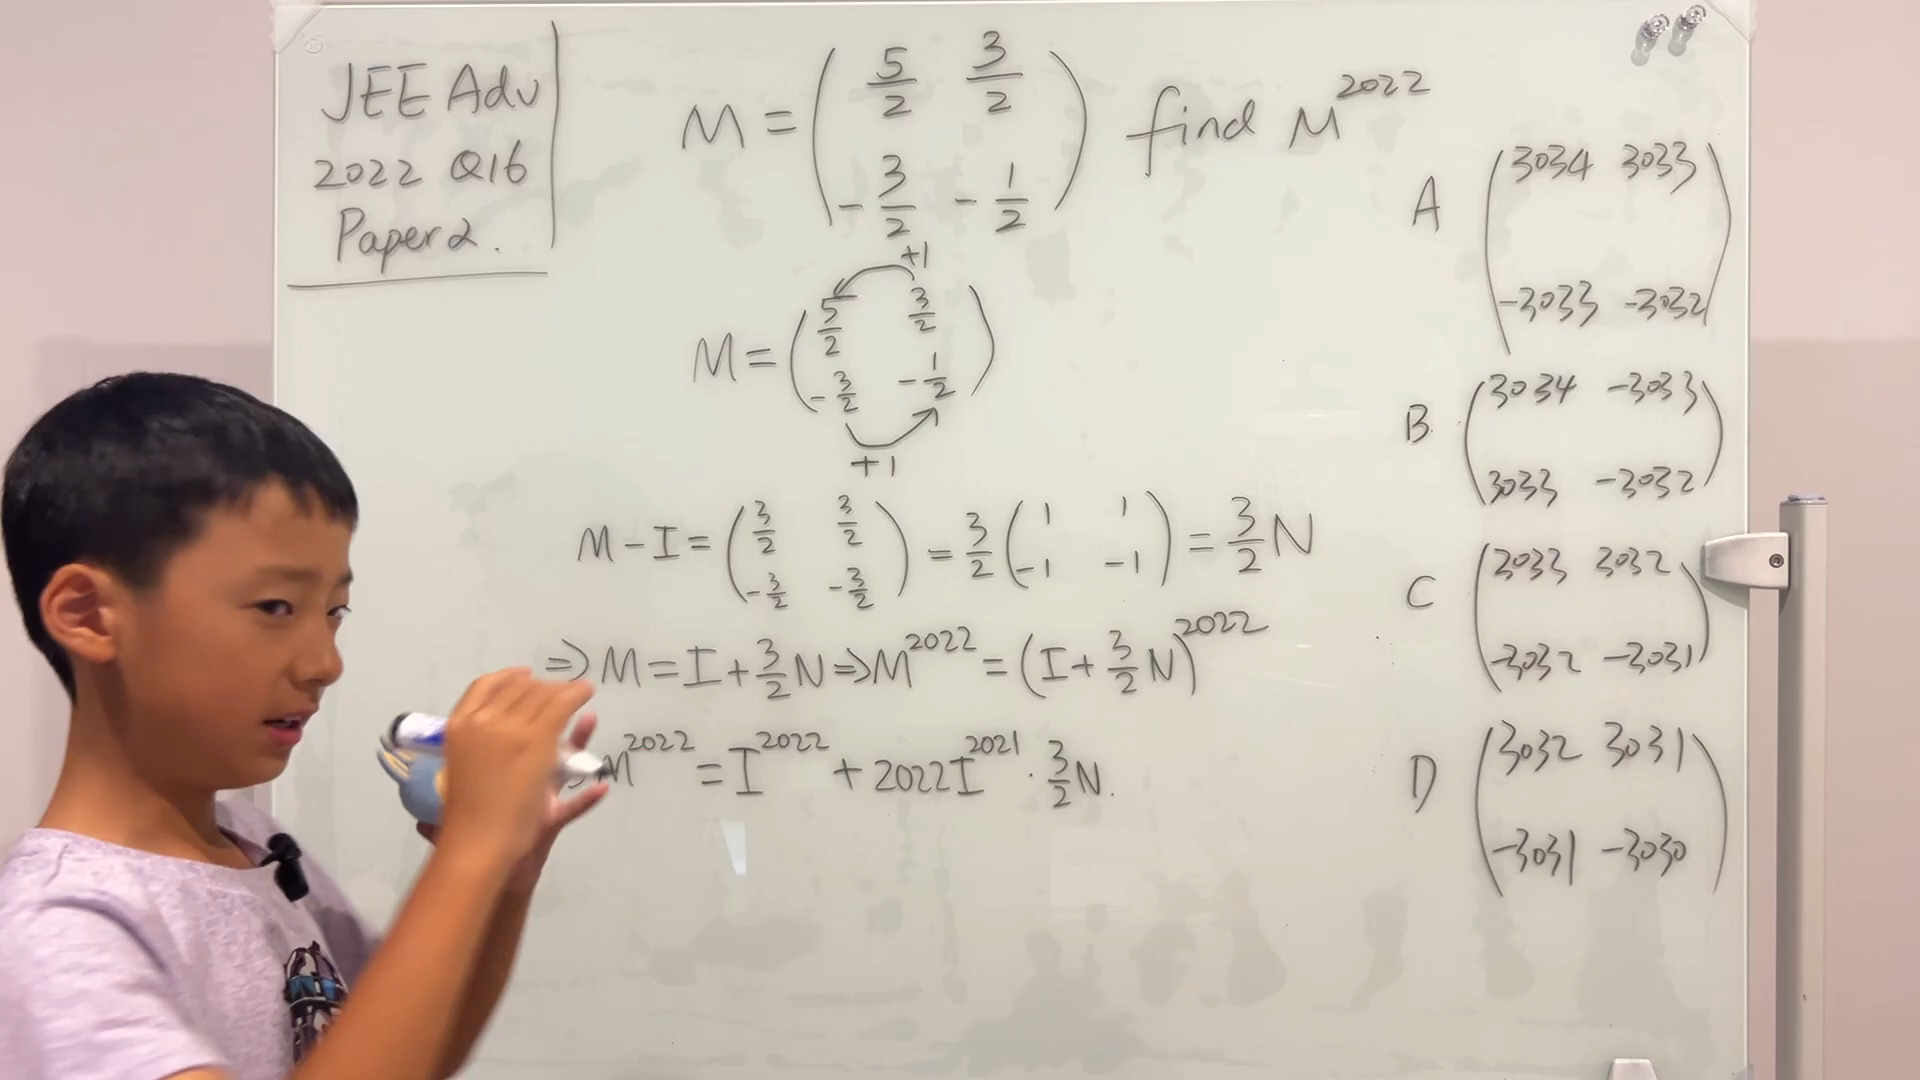 JEE Adv
2022 Q16
Paper 2.
M = ( 5/2 3/2 ; -3/2 -1/2 ) find M^2022
+1
M = ( 5/2 3/2 ; -3/2 -1/2 )
+1
M - I = ( 3/2 3/2 ; -3/2 -3/2 ) = 3/2 ( 1 1 ; -1 -1 ) = 3/2 N
⇒ M = I + 3/2 N ⇒ M^2022 = (I + 3/2 N)^2022
M^2022 = I^2022 + 2022 I^2021 · 3/2 N.
A ( 3034 3033 ; -3033 -3032 )
B ( 3034 -3033 ; 3033 -3032 )
C ( 3033 3032 ; -3032 -3031 )
D ( 3032 3031 ; -3031 -3030 )